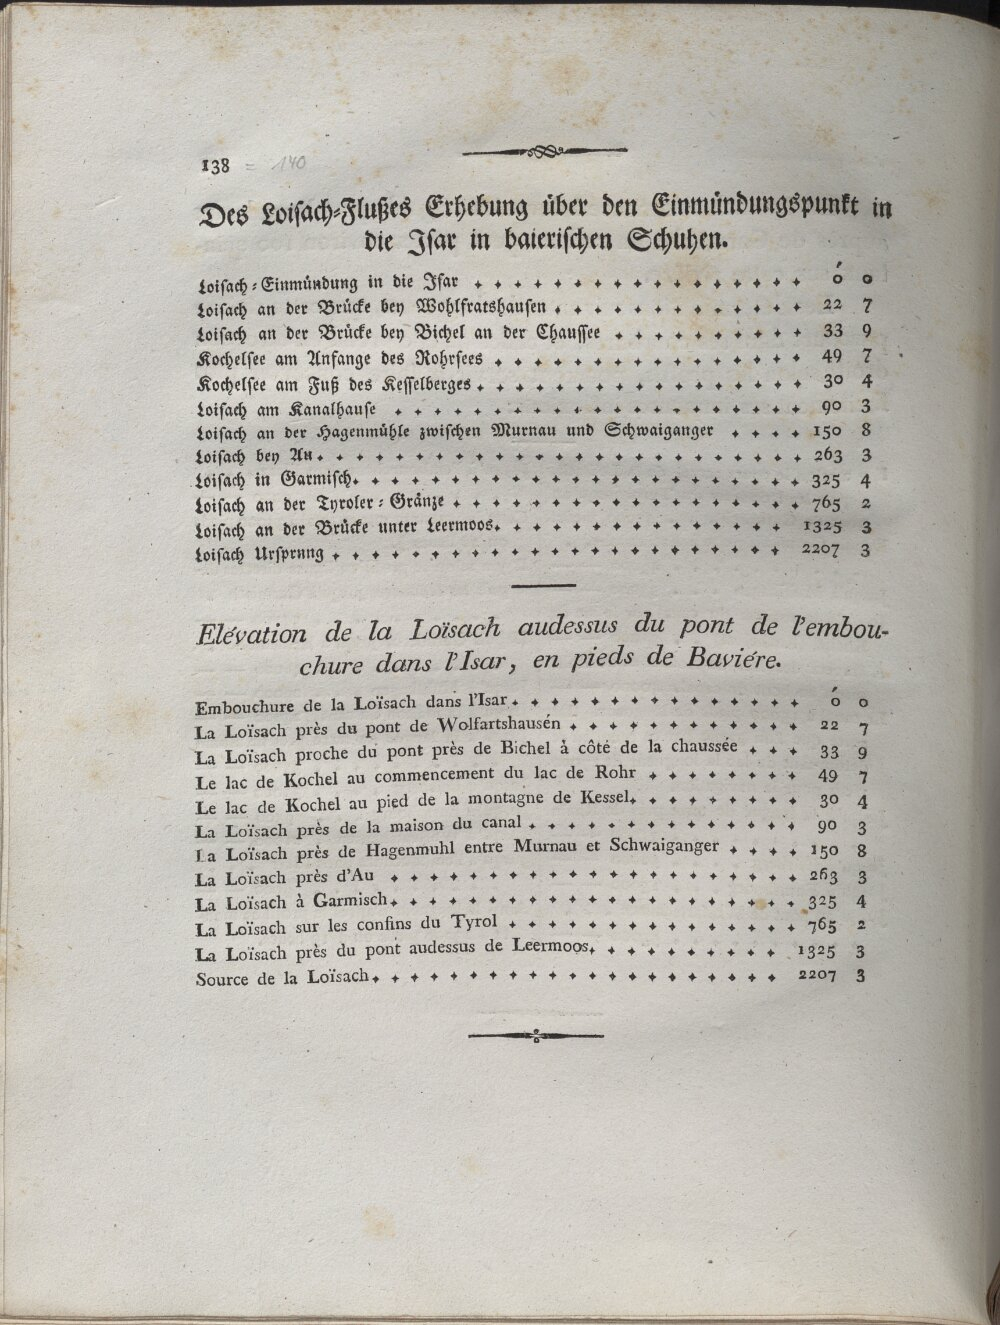 138 = 140
Des Loisach-Flußes Erhebung über den Einmündungspunkt in
die Isar in baierischen Schuhen.
Loisach-Einmündung in die Isar ó 0
Loisach an der Brücke bey Wohlfratshausen 22 7
Loisach an der Brücke bey Bichel an der Chaussee 33 9
Kochelsee am Anfange des Rohrsees 49 7
Kochelsee am Fuß des Kesselberges 30 4
Loisach am Kanalhause 90 3
Loisach an der Hagenmühle zwischen Murnau und Schwaiganger 150 8
Loisach bey Au 263 3
Loisach in Garmisch 325 4
Loisach an der Tyroler-Gränze 765 2
Loisach an der Brücke unter Leermoos 1325 3
Loisach Ursprung 2207 3
Elévation de la Loïsach audessus du pont de l'embou-
chure dans l'Isar, en pieds de Baviére.
Embouchure de la Loïsach dans l'Isar ó 0
La Loïsach près du pont de Wolfartshausén 22 7
La Loïsach proche du pont près de Bichel à côté de la chaussée 33 9
Le lac de Kochel au commencement du lac de Rohr 49 7
Le lac de Kochel au pied de la montagne de Kessel 30 4
La Loïsach près de la maison du canal 90 3
La Loïsach près de Hagenmuhl entre Murnau et Schwaiganger 150 8
La Loïsach près d'Au 263 3
La Loïsach à Garmisch 325 4
La Loïsach sur les confins du Tyrol 765 2
La Loïsach près du pont audessus de Leermoos 1325 3
Source de la Loïsach 2207 3